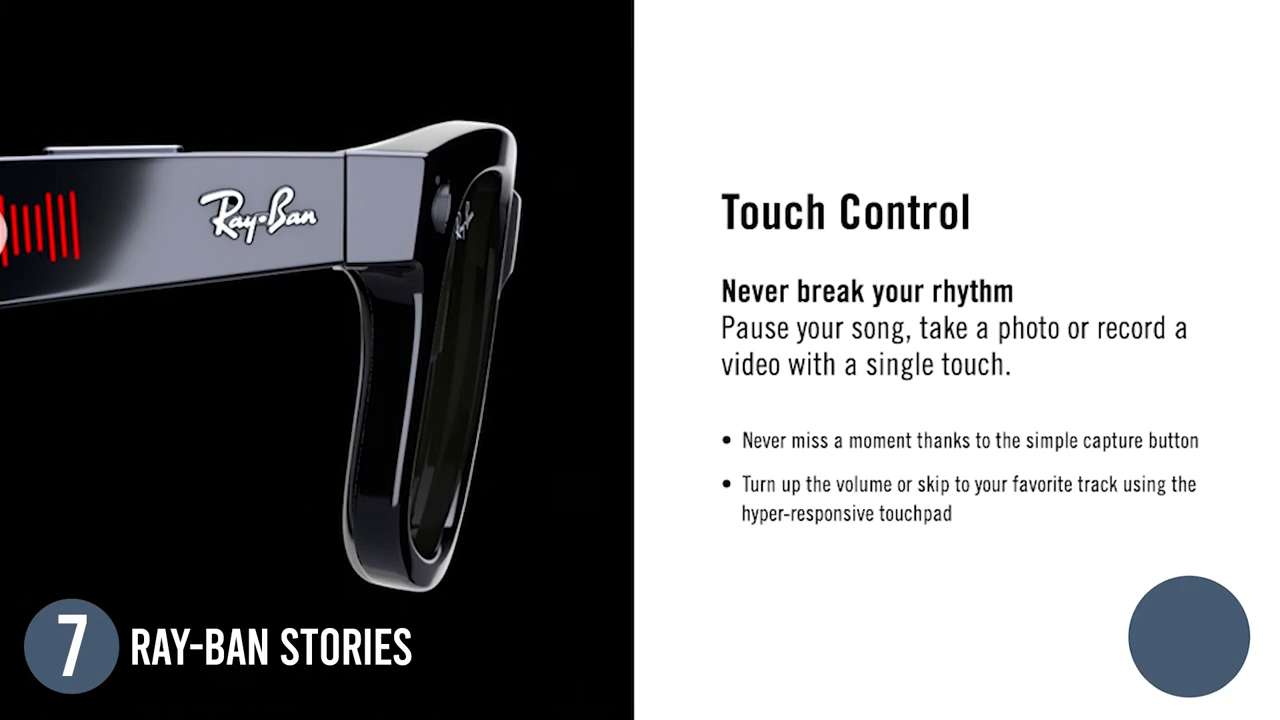 Ray-Ban
Ray-Ban
Touch Control
Never break your rhythm
Pause your song, take a photo or record a
video with a single touch.
• Never miss a moment thanks to the simple capture button
• Turn up the volume or skip to your favorite track using the
hyper-responsive touchpad
7 RAY-BAN STORIES